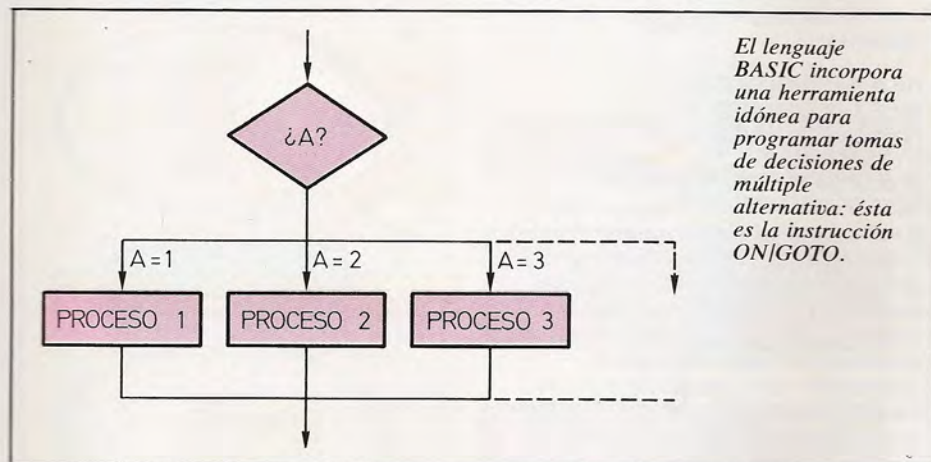 ¿A?
A=1
A=2
A=3
PROCESO 1
PROCESO 2
PROCESO 3
El lenguaje
BASIC incorpora
una herramienta
idónea para
programar tomas
de decisiones de
múltiple
alternativa: ésta
es la instrucción
ON/GOTO.